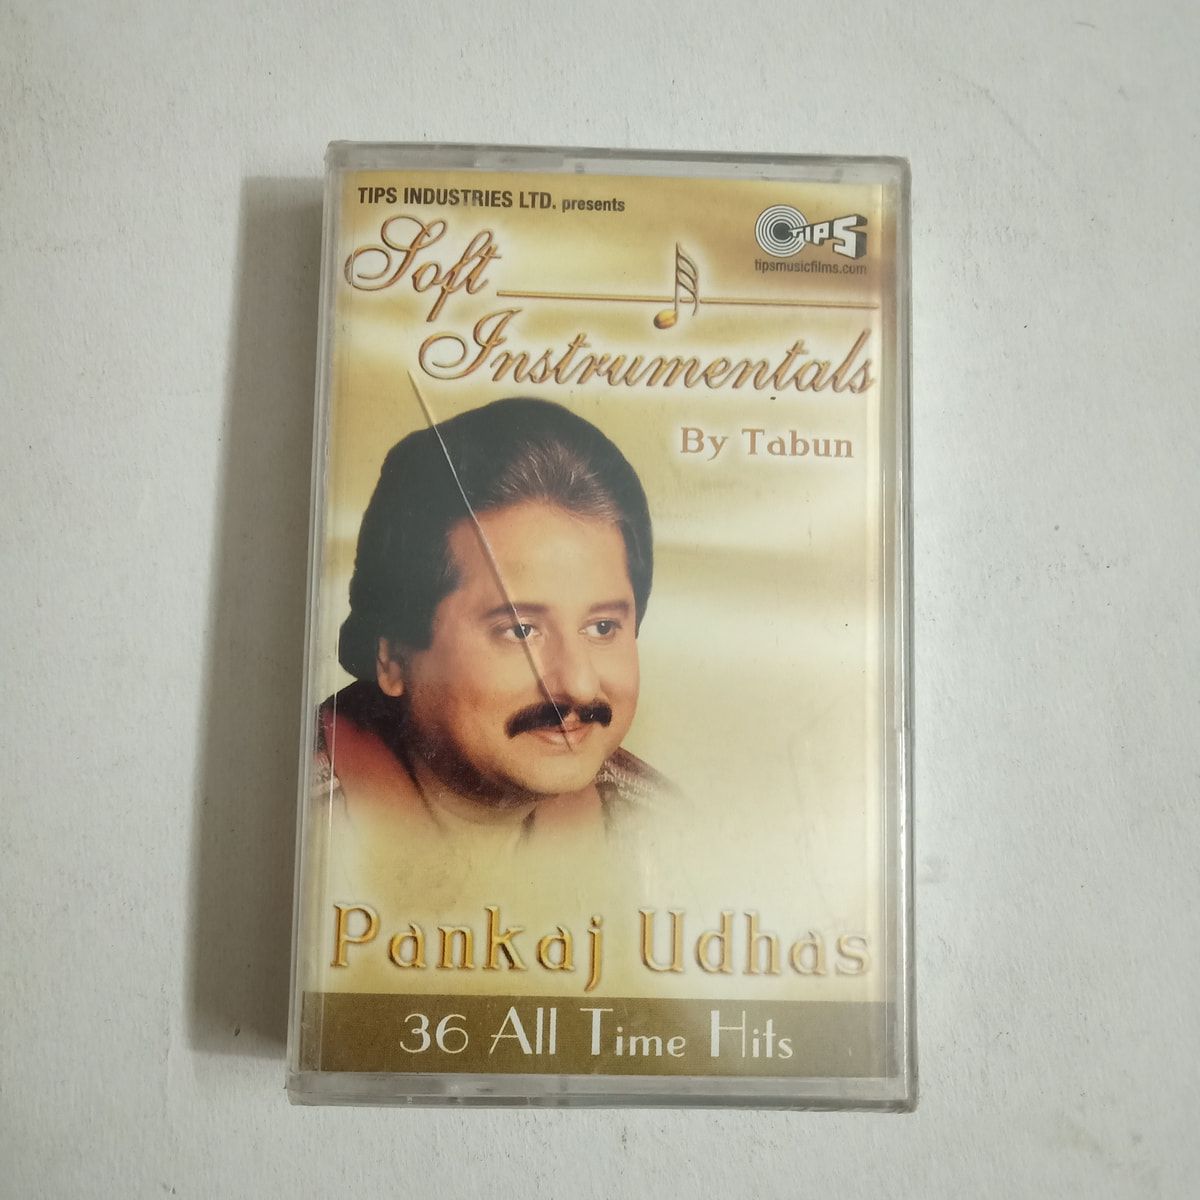 TIPS INDUSTRIES LTD. presents
TIPS
tipsmusicfilms.com
Soft
Instrumentals
By Tabun
Pankaj Udhas
36 All Time Hits